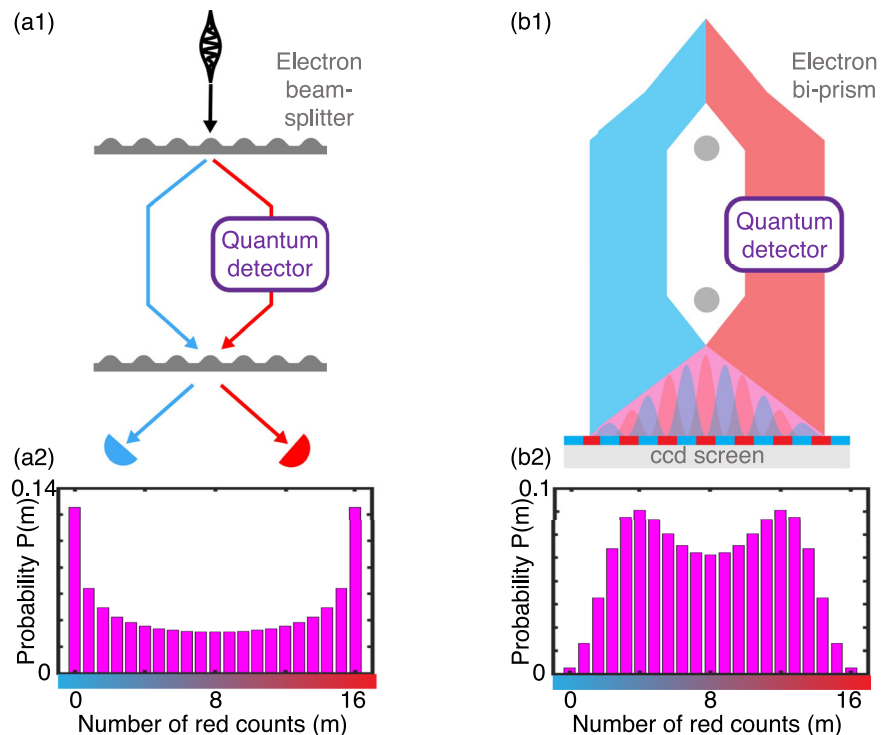 (a1)
Electron
beam-
splitter
Quantum
detector
(a2)
0.14
Probability P(m)
0
0
8
16
Number of red counts (m)
(b1)
Electron
bi-prism
Quantum
detector
ccd screen
(b2)
0.1
Probability P(m)
0
0
8
16
Number of red counts (m)